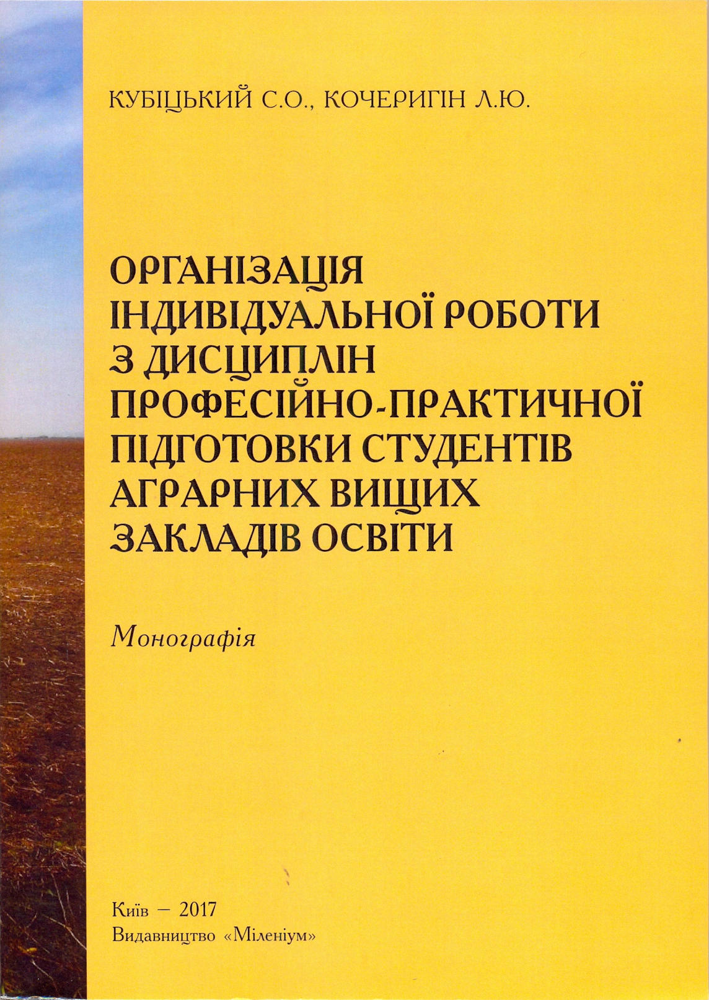 КУБІЦЬКИЙ С.О., КОЧЕРИГІН Л.Ю.
ОРГАНІЗАЦІЯ
ІНДИВІДУАЛЬНОЇ РОБОТИ
З ДИСЦИПЛІН
ПРОФЕСІЙНО-ПРАКТИЧНОЇ
ПІДГОТОВКИ СТУДЕНТІВ
АГРАРНИХ ВИЩИХ
ЗАКЛАДІВ ОСВІТИ
Монографія
Київ – 2017
Видавництво «Міленіум»